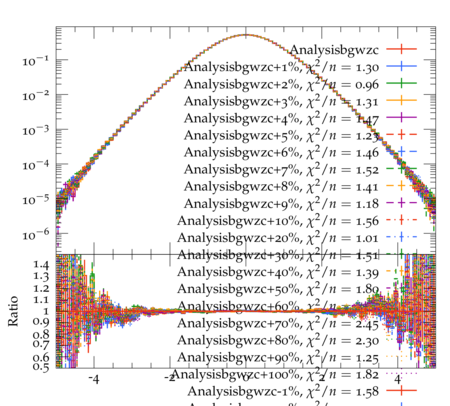 Analysisbgwzc
10⁻¹
Analysisbgwzc+1%, χ²/n = 1.30
Analysisbgwzc+2%, χ²/n = 0.96
10⁻²
Analysisbgwzc+3%, χ²/n = 1.31
Analysisbgwzc+4%, χ²/n = 1.47
10⁻³
Analysisbgwzc+5%, χ²/n = 1.23
Analysisbgwzc+6%, χ²/n = 1.46
10⁻⁴
Analysisbgwzc+7%, χ²/n = 1.52
Analysisbgwzc+8%, χ²/n = 1.41
10⁻⁵
Analysisbgwzc+9%, χ²/n = 1.18
Analysisbgwzc+10%, χ²/n = 1.56
10⁻⁶
Analysisbgwzc+20%, χ²/n = 1.01
Analysisbgwzc+30%, χ²/n = 1.51
1.4
Analysisbgwzc+40%, χ²/n = 1.39
1.3
1.2
Analysisbgwzc+50%, χ²/n = 1.80
1.1
Analysisbgwzc+60%, χ²/n
1
0.9
Analysisbgwzc+70%, χ²/n = 2.45
0.8
Analysisbgwzc+80%, χ²/n = 2.30
0.7
0.6
Analysisbgwzc+90%, χ²/n = 1.25
0.5
Analysisbgwzc+100%, χ²/n = 1.82
Ratio
-4
-2
0
2
4
Analysisbgwzc-1%, χ²/n = 1.58